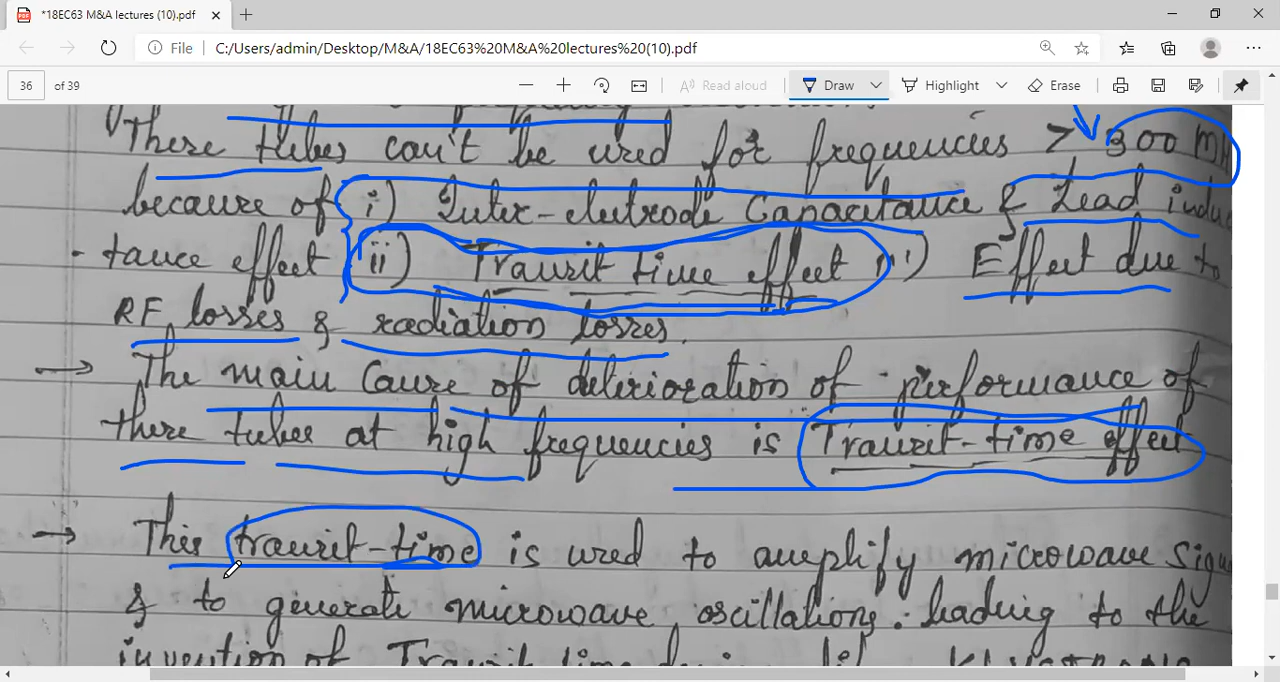 *18EC63 M&A lectures (10).pdf
File C:/Users/admin/Desktop/M&A/18EC63%20M&A%20lectures%20(10).pdf
36 of 39 Read aloud Draw Highlight Erase
These tubes can't be used for frequencies > 300 MH
because of i) Inter-electrode Capacitance & Lead induc
-tance effect ii) Transit time effect iii) Effect due to
RF losses & radiation losses.
→ The main cause of deterioration of performance of
these tubes at high frequencies is Transit-time effect
→ This transit-time is used to amplify microwave sign
& to generate microwave oscillations. leading to the
invention of Transit time